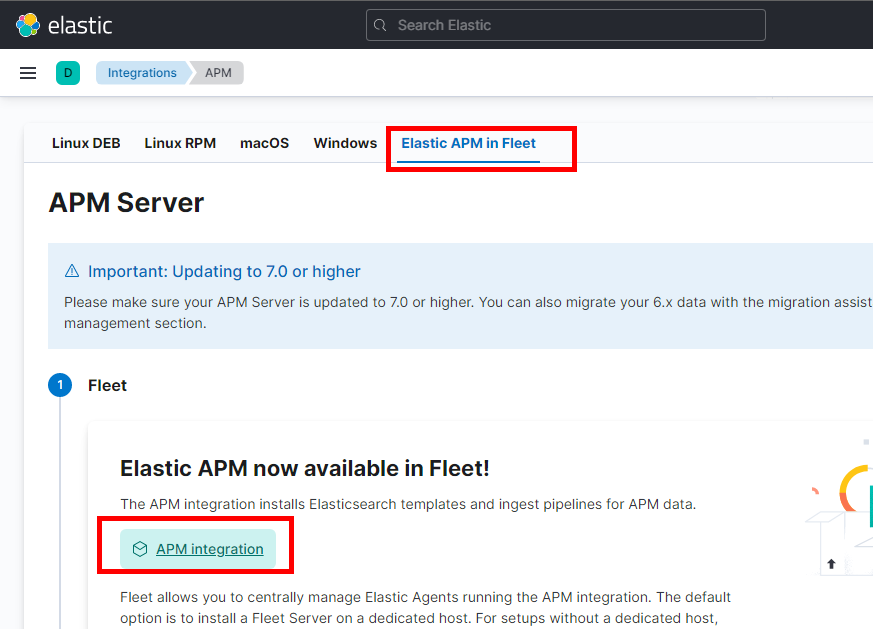 elastic
Search Elastic
D
Integrations
APM
Linux DEB
Linux RPM
macOS
Windows
Elastic APM in Fleet
APM Server
Important: Updating to 7.0 or higher
Please make sure your APM Server is updated to 7.0 or higher. You can also migrate your 6.x data with the migration assist
management section.
1
Fleet
Elastic APM now available in Fleet!
The APM integration installs Elasticsearch templates and ingest pipelines for APM data.
APM integration
Fleet allows you to centrally manage Elastic Agents running the APM integration. The default
option is to install a Fleet Server on a dedicated host. For setups without a dedicated host,